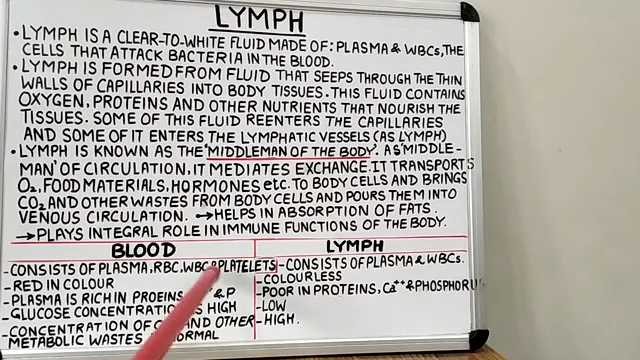 LYMPH
• LYMPH IS A CLEAR-TO-WHITE FLUID MADE OF: PLASMA & WBCs, THE
CELLS THAT ATTACK BACTERIA IN THE BLOOD.
• LYMPH IS FORMED FROM FLUID THAT SEEPS THROUGH THE THIN
WALLS OF CAPILLARIES INTO BODY TISSUES. THIS FLUID CONTAINS
OXYGEN, PROTEINS AND OTHER NUTRIENTS THAT NOURISH THE
TISSUES. SOME OF THIS FLUID REENTERS THE CAPILLARIES
AND SOME OF IT ENTERS THE LYMPHATIC VESSELS (AS LYMPH)
• LYMPH IS KNOWN AS THE 'MIDDLEMAN OF THE BODY'. AS 'MIDDLE-
MAN' OF CIRCULATION, IT MEDIATES EXCHANGE. IT TRANSPORTS
O₂, FOOD MATERIALS, HORMONES etc. TO BODY CELLS AND BRINGS
CO₂ AND OTHER WASTES FROM BODY CELLS AND POURS THEM INTO
VENOUS CIRCULATION. → HELPS IN ABSORPTION OF FATS.
→ PLAYS INTEGRAL ROLE IN IMMUNE FUNCTIONS OF THE BODY.
BLOOD
- CONSISTS OF PLASMA, RBC, WBC & PLATELETS
- RED IN COLOUR
- PLASMA IS RICH IN PROEINS & P
- GLUCOSE CONCENTRATION IS HIGH
- CONCENTRATION OF AND OTHER
METABOLIC WASTES NORMAL
LYMPH
- CONSISTS OF PLASMA & WBCs.
- COLOURLESS
- POOR IN PROTEINS, Ca⁺⁺ & PHOSPHORUS
- LOW
- HIGH.